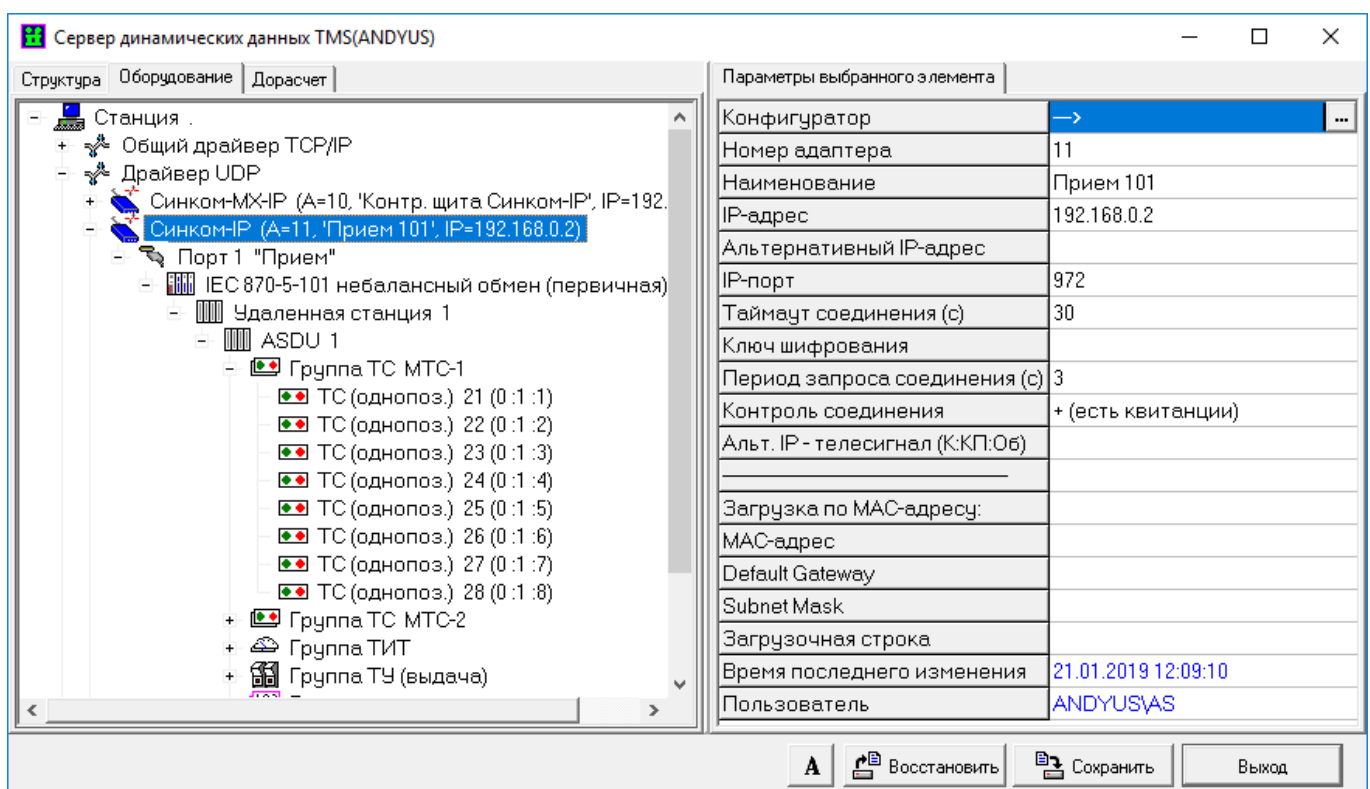 Сервер динамических данных TMS(ANDYUS)
Структура Оборудование Дорасчет
Станция .
Общий драйвер TCP/IP
Драйвер UDP
Синком-MX-IP (A=10, 'Контр. щита Синком-IP', IP=192.
Синком-IP (A=11, 'Прием 101', IP=192.168.0.2)
Порт 1 "Прием"
IEC 870-5-101 небалансный обмен (первичная)
Удаленная станция 1
ASDU 1
Группа ТС МТС-1
ТС (однопоз.) 21 (0 :1 :1)
ТС (однопоз.) 22 (0 :1 :2)
ТС (однопоз.) 23 (0 :1 :3)
ТС (однопоз.) 24 (0 :1 :4)
ТС (однопоз.) 25 (0 :1 :5)
ТС (однопоз.) 26 (0 :1 :6)
ТС (однопоз.) 27 (0 :1 :7)
ТС (однопоз.) 28 (0 :1 :8)
Группа ТС МТС-2
Группа ТИТ
Группа ТУ (выдача)
Параметры выбранного элемента
Конфигуратор —> ...
Номер адаптера 11
Наименование Прием 101
IP-адрес 192.168.0.2
Альтернативный IP-адрес
IP-порт 972
Таймаут соединения (с) 30
Ключ шифрования
Период запроса соединения (с) 3
Контроль соединения + (есть квитанции)
Альт. IP - телесигнал (К:КП:Об)
Загрузка по MAC-адресу:
MAC-адрес
Default Gateway
Subnet Mask
Загрузочная строка
Время последнего изменения 21.01.2019 12:09:10
Пользователь ANDYUS\AS
A Восстановить Сохранить Выход